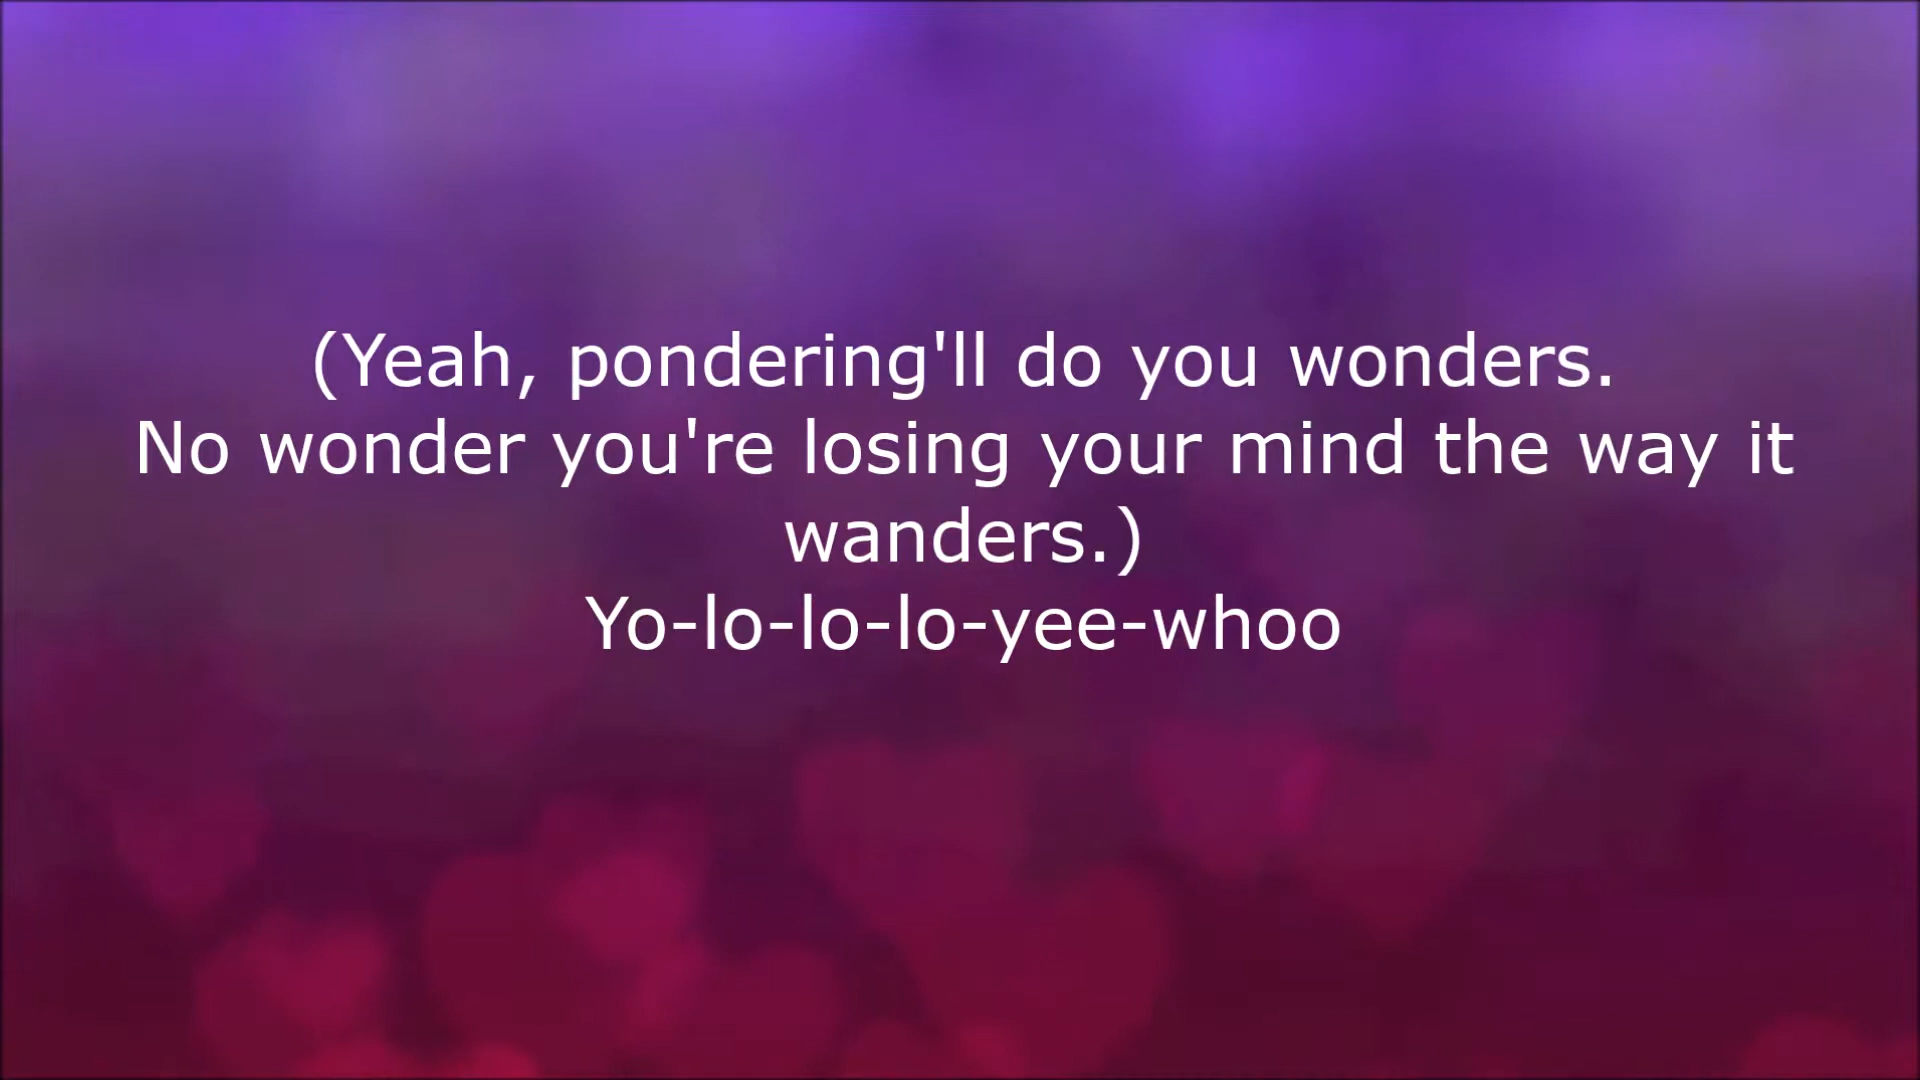 (Yeah, pondering'll do you wonders.
No wonder you're losing your mind the way it
wanders.)
Yo-lo-lo-lo-yee-whoo